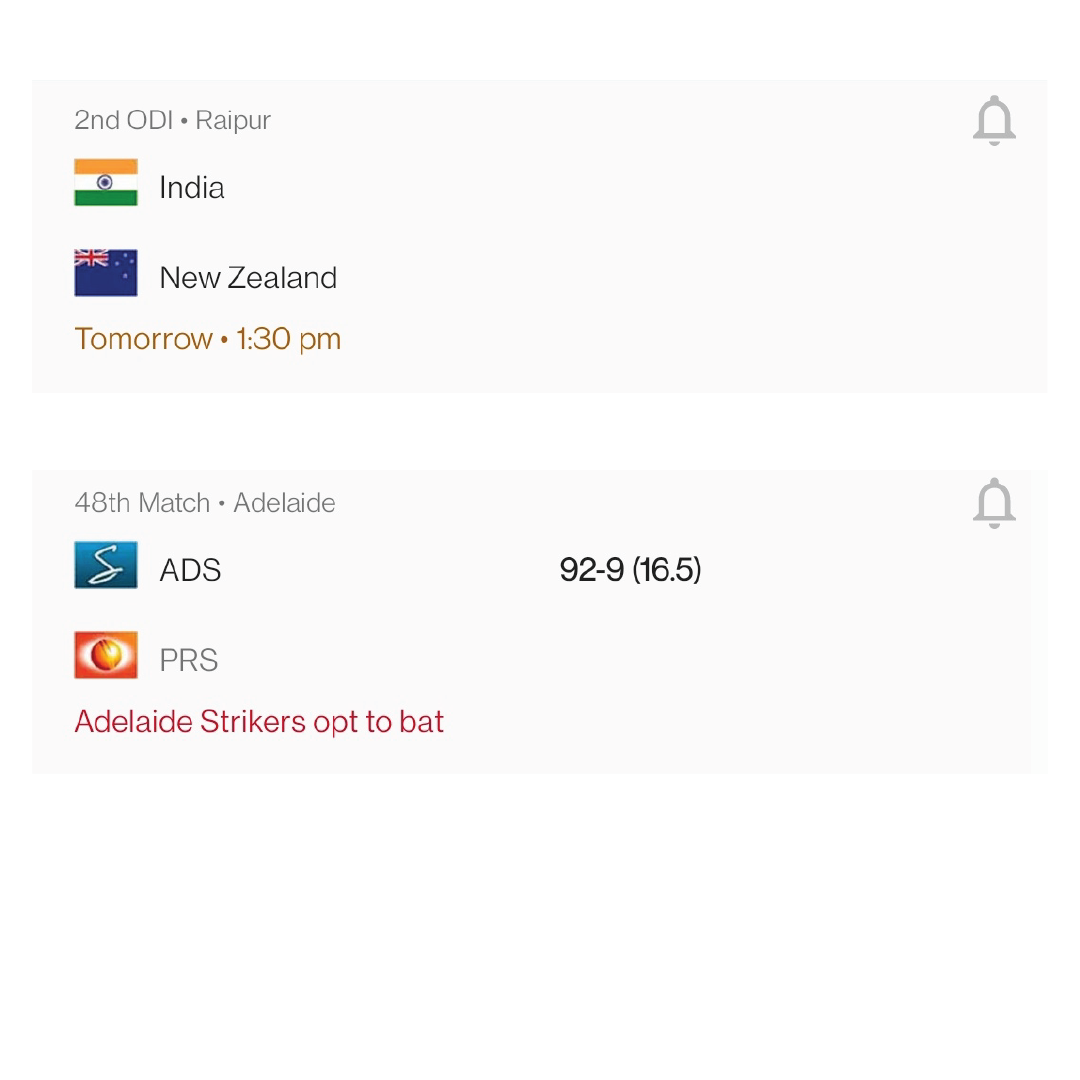 2nd ODI • Raipur
India
New Zealand
Tomorrow • 1:30 pm
48th Match • Adelaide
ADS 92-9 (16.5)
PRS
Adelaide Strikers opt to bat